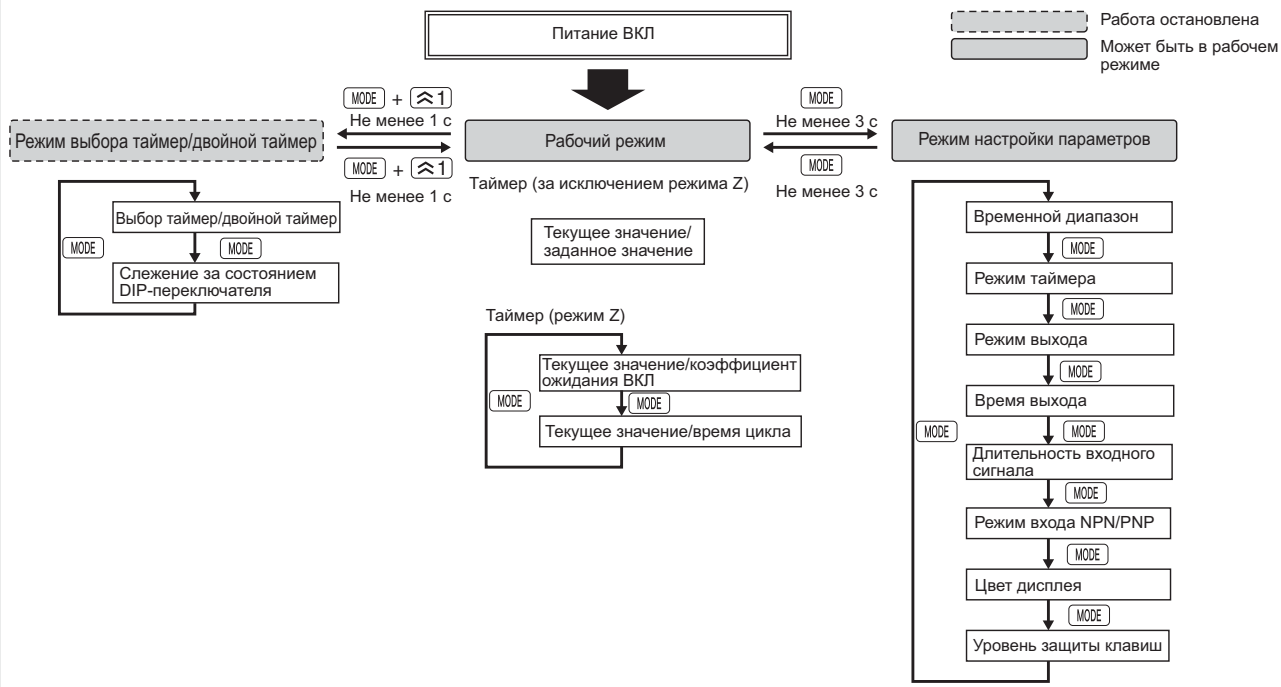 Питание ВКЛ
Работа остановлена
Может быть в рабочем
режиме
MODE + 1
Не менее 1 с
MODE
Не менее 3 с
Режим выбора таймер/двойной таймер
Рабочий режим
Режим настройки параметров
MODE + 1
Не менее 1 с
MODE
Не менее 3 с
Таймер (за исключением режима Z)
Выбор таймер/двойной таймер
MODE
MODE
Слежение за состоянием
DIP-переключателя
Текущее значение/
заданное значение
Таймер (режим Z)
Текущее значение/коэффициент
ожидания ВКЛ
MODE
MODE
Текущее значение/время цикла
Временной диапазон
MODE
Режим таймера
MODE
Режим выхода
MODE
Время выхода
MODE
MODE
Длительность входного
сигнала
MODE
Режим входа NPN/PNP
MODE
Цвет дисплея
MODE
Уровень защиты клавиш